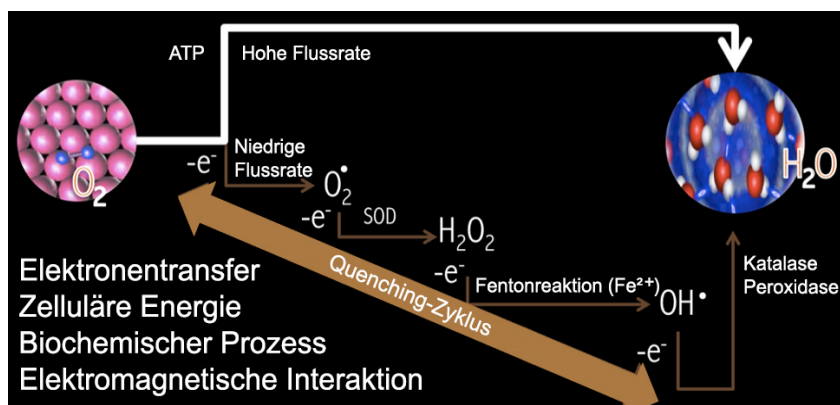 ATP
Hohe Flussrate
O₂
H₂O
-e⁻
Niedrige
Flussrate
O₂•
-e⁻
SOD
H₂O₂
-e⁻
Fentonreaktion (Fe²⁺)
OH•
-e⁻
Katalase
Peroxidase
Quenching-Zyklus
Elektronentransfer
Zelluläre Energie
Biochemischer Prozess
Elektromagnetische Interaktion